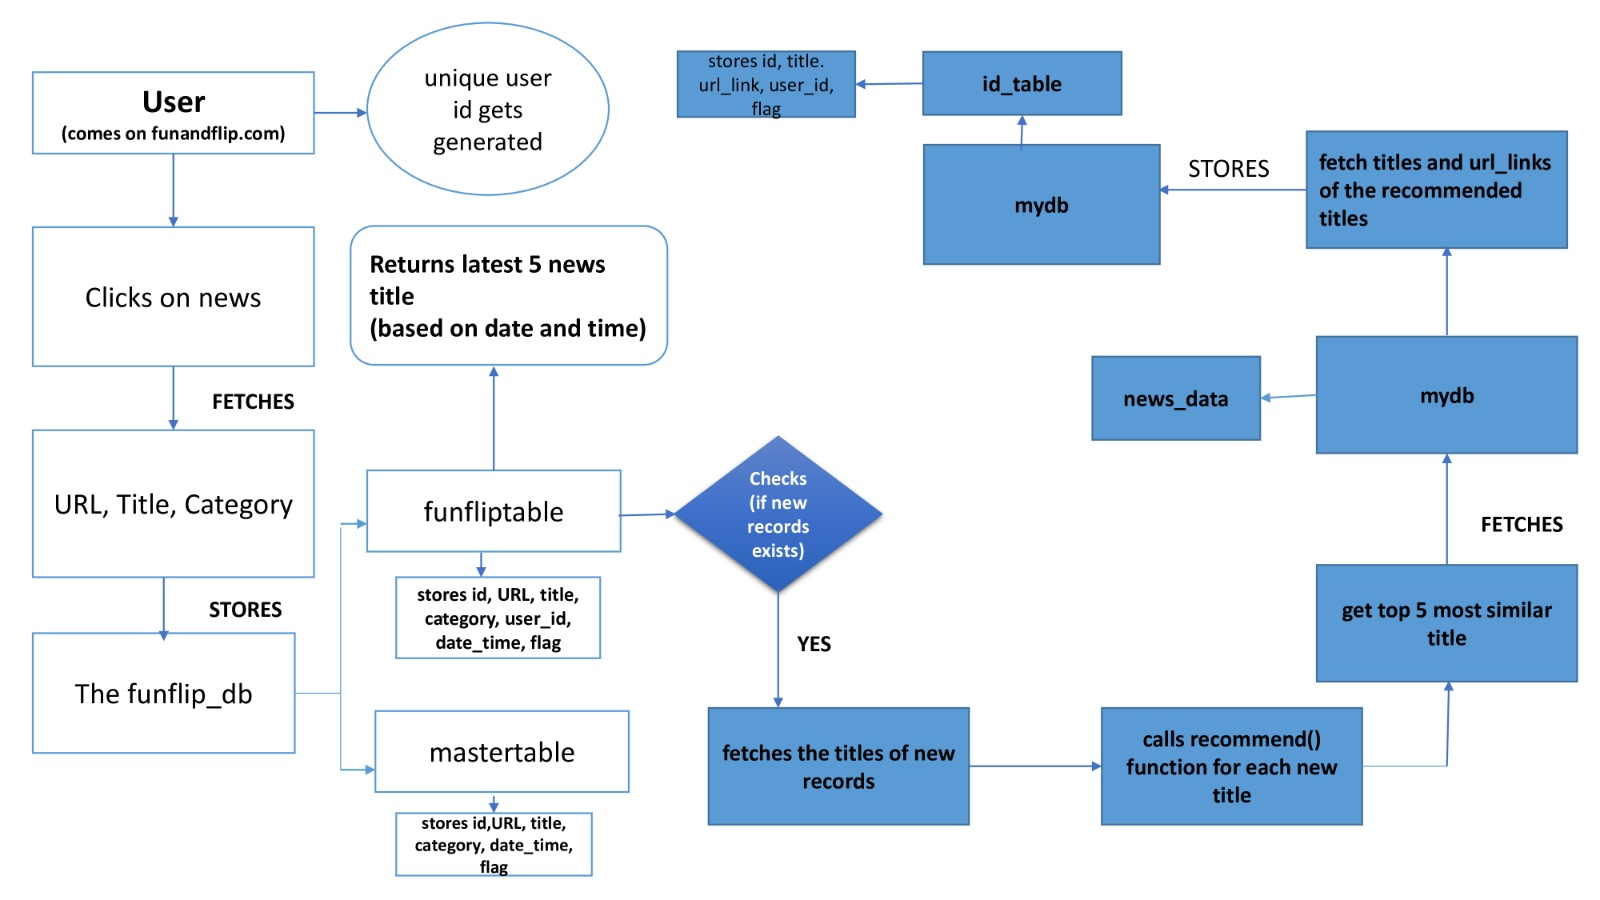 User
(comes on funandflip.com)
unique user
id gets
generated
Clicks on news
FETCHES
URL, Title, Category
STORES
The funflip_db
Returns latest 5 news
title
(based on date and time)
funfliptable
stores id, URL, title,
category, user_id,
date_time, flag
mastertable
stores id,URL, title,
category, date_time,
flag
Checks
(if new
records
exists)
YES
fetches the titles of new
records
calls recommend()
function for each new
title
get top 5 most similar
title
FETCHES
mydb
news_data
fetch titles and url_links
of the recommended
titles
STORES
mydb
id_table
stores id, title.
url_link, user_id,
flag